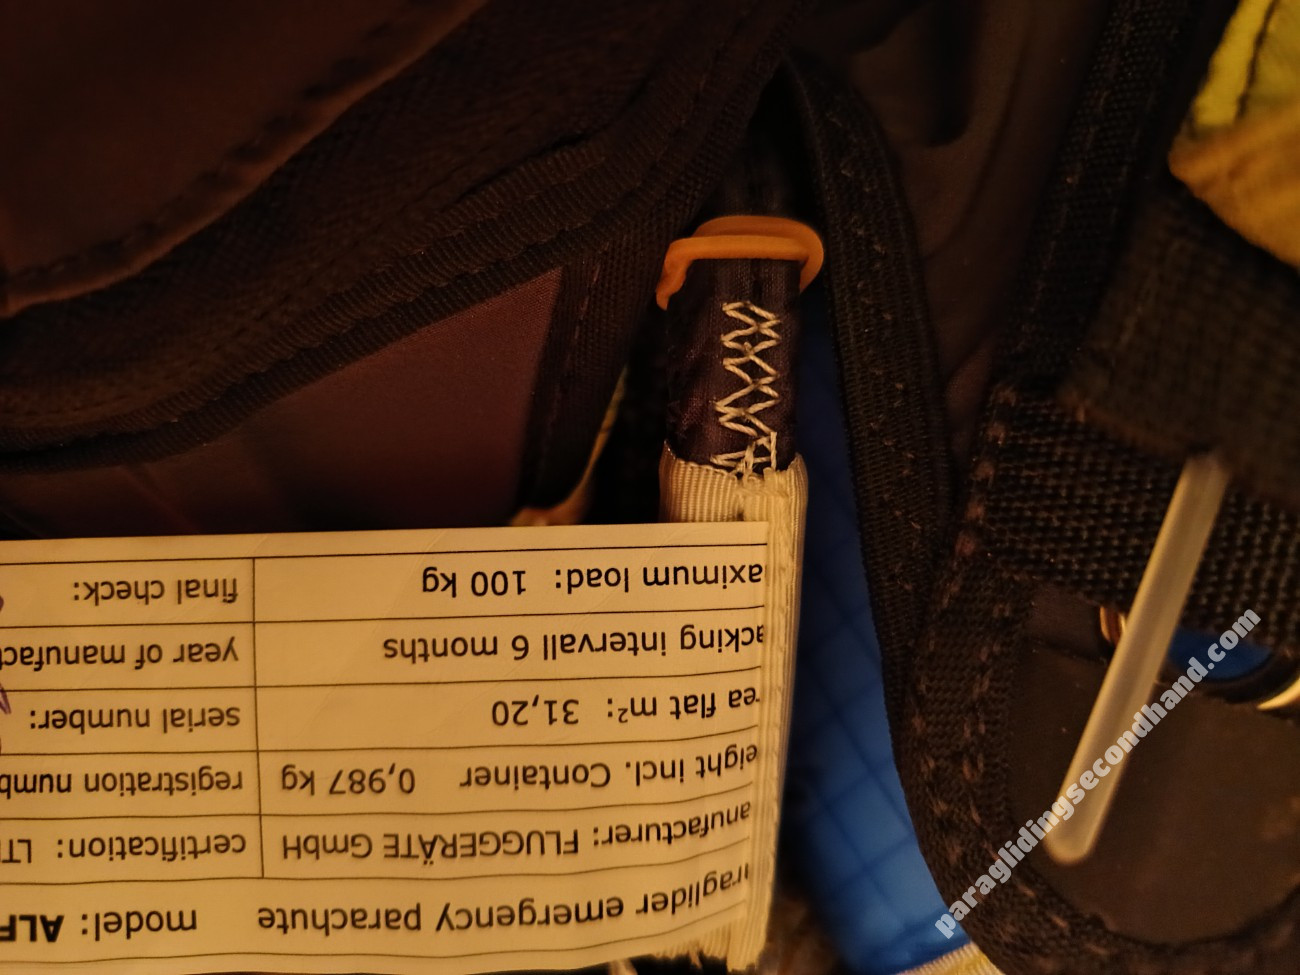 araglider emergency parachute model: ALF
anufacturer: FLUGGERÄTE GmbH certification: LT
eight incl. Container 0,987 kg registration numb
rea flat m²: 31,20 serial number:
acking intervall 6 months year of manufact
aximum load: 100 kg final check:
paraglidingsecondhand.com